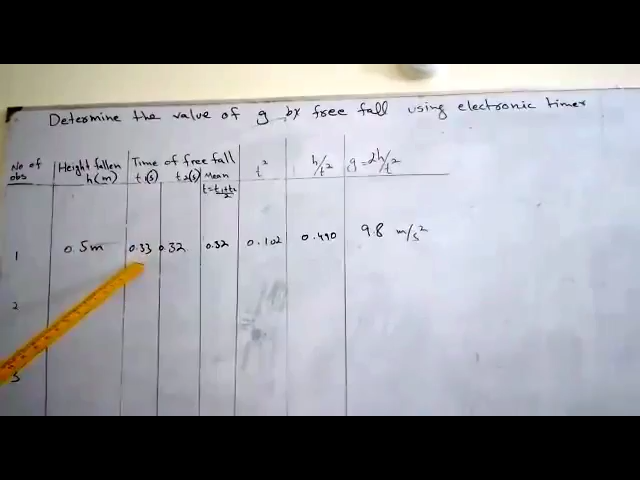 Determine the value of g by free fall using electronic timer
No of obs | Height fallen h(m) | Time of free fall t1(s) t2(s) Mean t=t1+t2/2 | t² | h/t² | g=2h/t²
1 | 0.5m | 0.33 | 0.32 | 0.32 | 0.102 | 0.490 | 9.8 m/s²
2
3